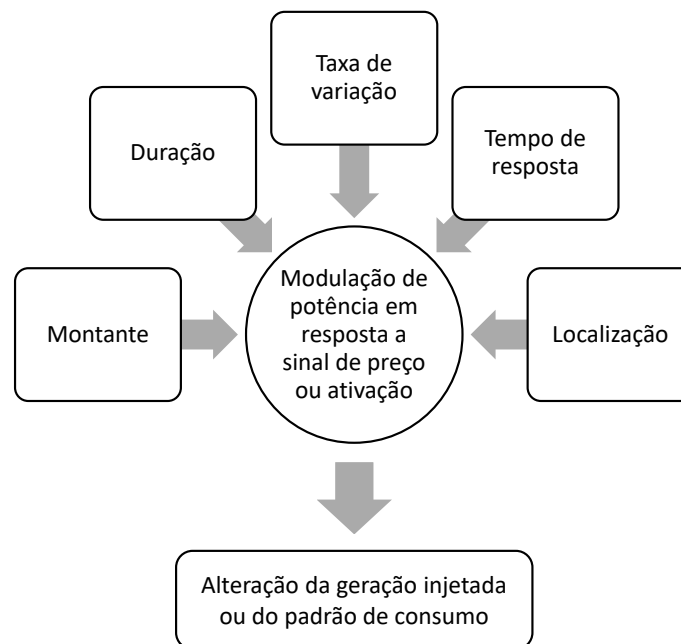 Taxa de
variação
Duração
Tempo de
resposta
Montante
Modulação de
potência em
resposta a
sinal de preço
ou ativação
Localização
Alteração da geração injetada
ou do padrão de consumo